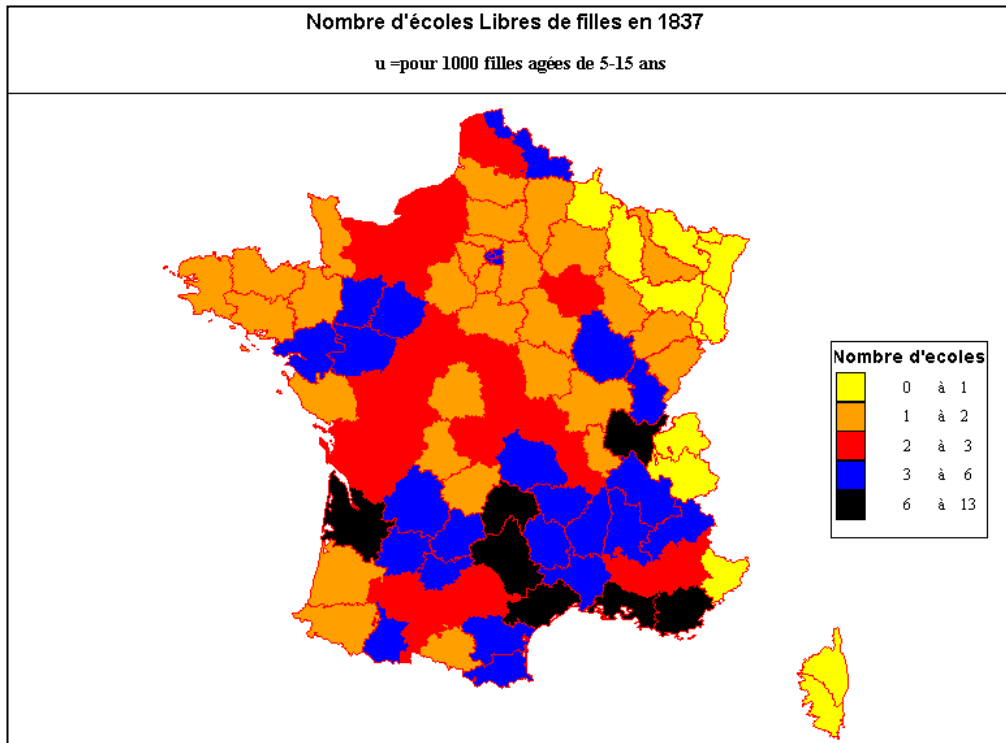 Nombre d'écoles Libres de filles en 1837
u =pour 1000 filles agées de 5-15 ans
Nombre d'ecoles
0 à 1
1 à 2
2 à 3
3 à 6
6 à 13